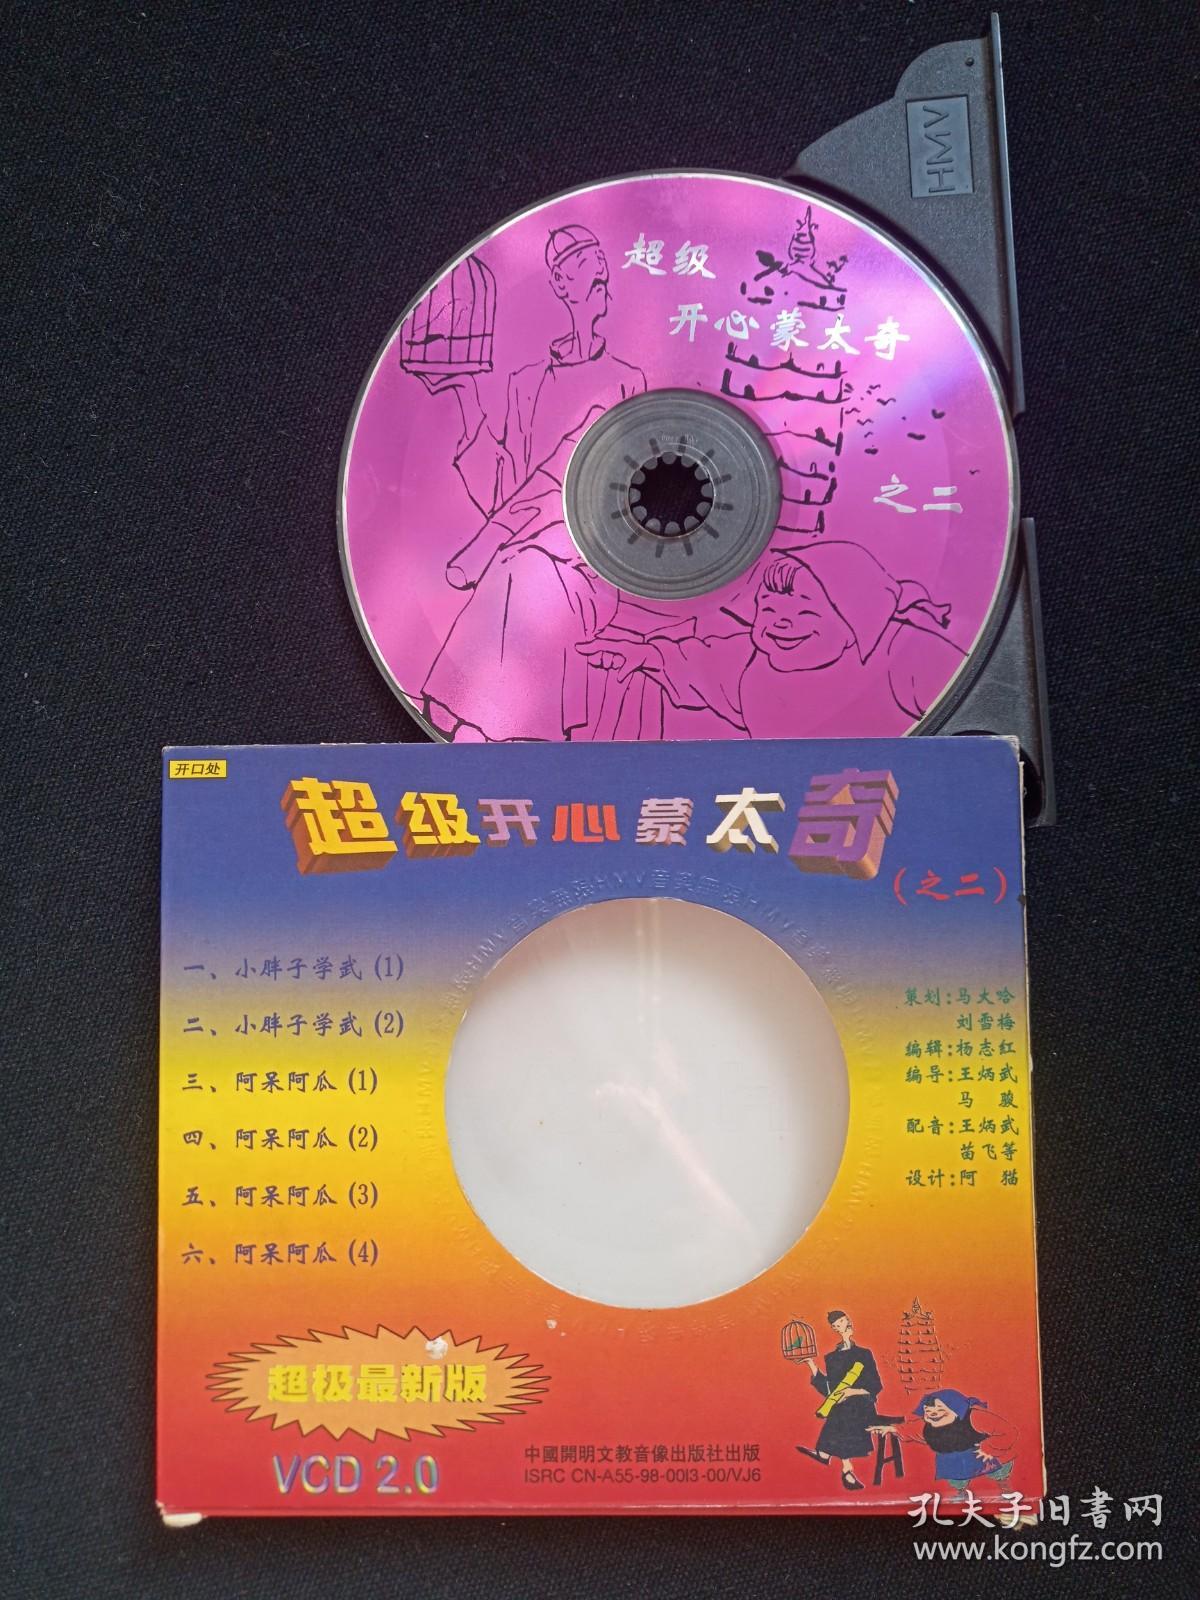 HMV
超级
开心蒙太奇
之二
开口处
超级开心蒙太奇
(之二)
一、小胖子学武 (1)
二、小胖子学武 (2)
三、阿呆阿瓜 (1)
四、阿呆阿瓜 (2)
五、阿呆阿瓜 (3)
六、阿呆阿瓜 (4)
策划:马大哈
刘雪梅
编辑:杨志红
编导:王炳武
马 骏
配音:王炳武
苗飞等
设计:阿 猫
超极最新版
VCD 2.0
中國開明文教音像出版社出版
ISRC CN-A55-98-0013-00/VJ6
孔夫子旧书网
www.kongfz.com